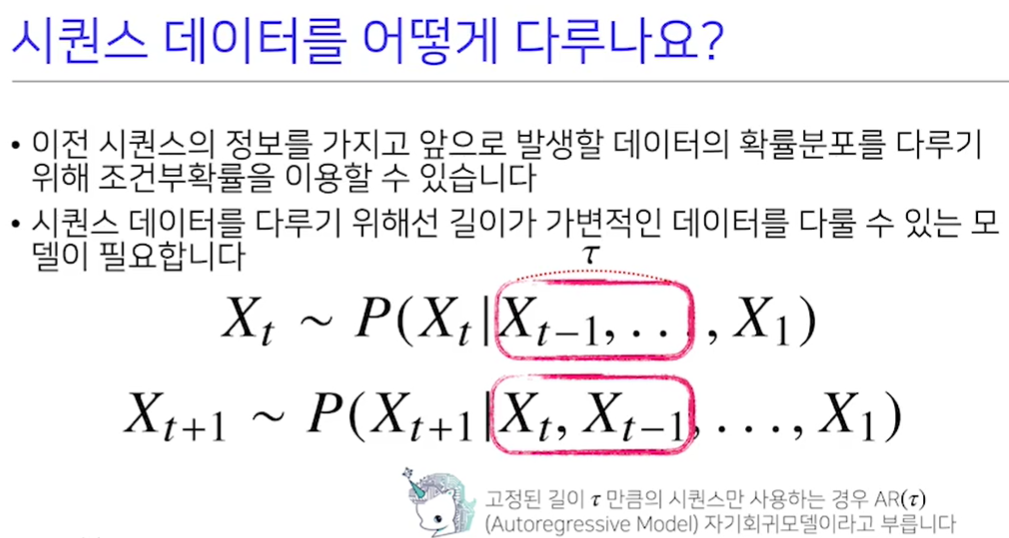 시퀀스 데이터를 어떻게 다루나요?
• 이전 시퀀스의 정보를 가지고 앞으로 발생할 데이터의 확률분포를 다루기
위해 조건부확률을 이용할 수 있습니다
• 시퀀스 데이터를 다루기 위해선 길이가 가변적인 데이터를 다룰 수 있는 모
델이 필요합니다
τ
X_t ~ P(X_t|X_{t−1}, . . . , X_1)
X_{t+1} ~ P(X_{t+1}|X_t, X_{t−1}, . . . , X_1)
고정된 길이 τ 만큼의 시퀀스만 사용하는 경우 AR(τ)
(Autoregressive Model) 자기회귀모델이라고 부릅니다